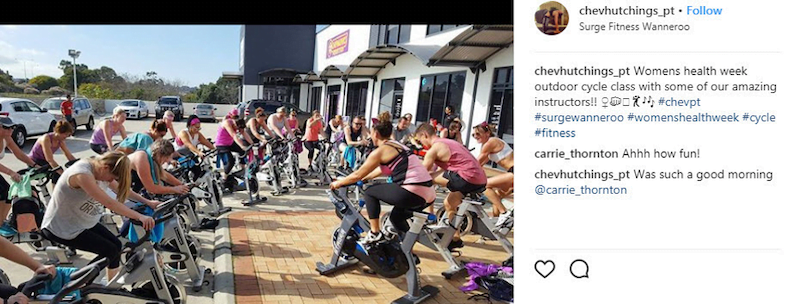 chevhutchings_pt • Follow
Surge Fitness Wanneroo
chevhutchings_pt Womens health week
outdoor cycle class with some of our amazing
instructors!! #chevpt
#surgewanneroo #womenshealthweek #cycle
#fitness
carrie_thornton Ahhh how fun!
chevhutchings_pt Was such a good morning
@carrie_thornton